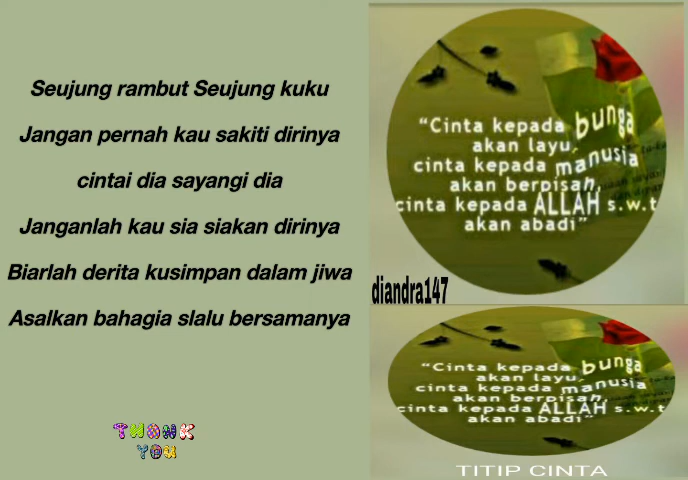 Seujung rambut Seujung kuku
Jangan pernah kau sakiti dirinya
cintai dia sayangi dia
Janganlah kau sia siakan dirinya
Biarlah derita kusimpan dalam jiwa
Asalkan bahagia slalu bersamanya
THANK
YOU
"Cinta kepada bunga
akan layu,
cinta kepada manusia
akan berpisah,
cinta kepada ALLAH s.w.t
akan abadi"
diandra147
"Cinta kepada bunga
akan layu,
cinta kepada manusia
akan berpisah,
cinta kepada ALLAH s.w.t
akan abadi"
TITIP CINTA